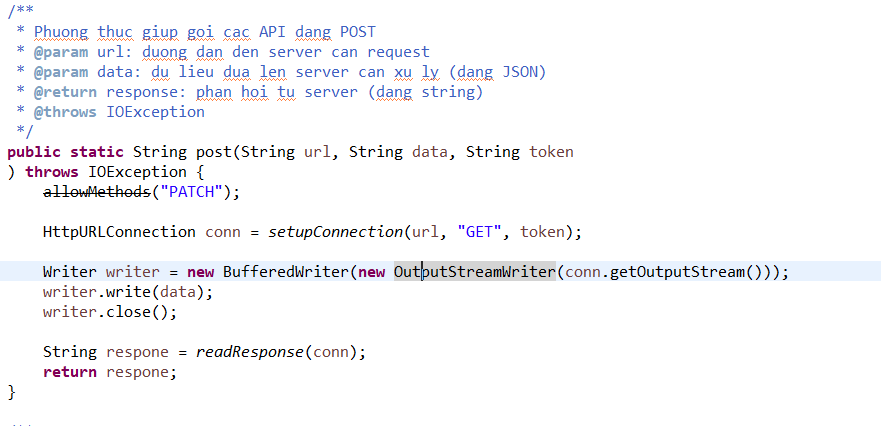 /**
 * Phuong thuc giup goi cac API dang POST
 * @param url: duong dan den server can request
 * @param data: du lieu dua len server can xu ly (dang JSON)
 * @return response: phan hoi tu server (dang string)
 * @throws IOException
 */
public static String post(String url, String data, String token
) throws IOException {
    allowMethods("PATCH");
    HttpURLConnection conn = setupConnection(url, "GET", token);
    Writer writer = new BufferedWriter(new OutputStreamWriter(conn.getOutputStream()));
    writer.write(data);
    writer.close();
    String respone = readResponse(conn);
    return respone;
}